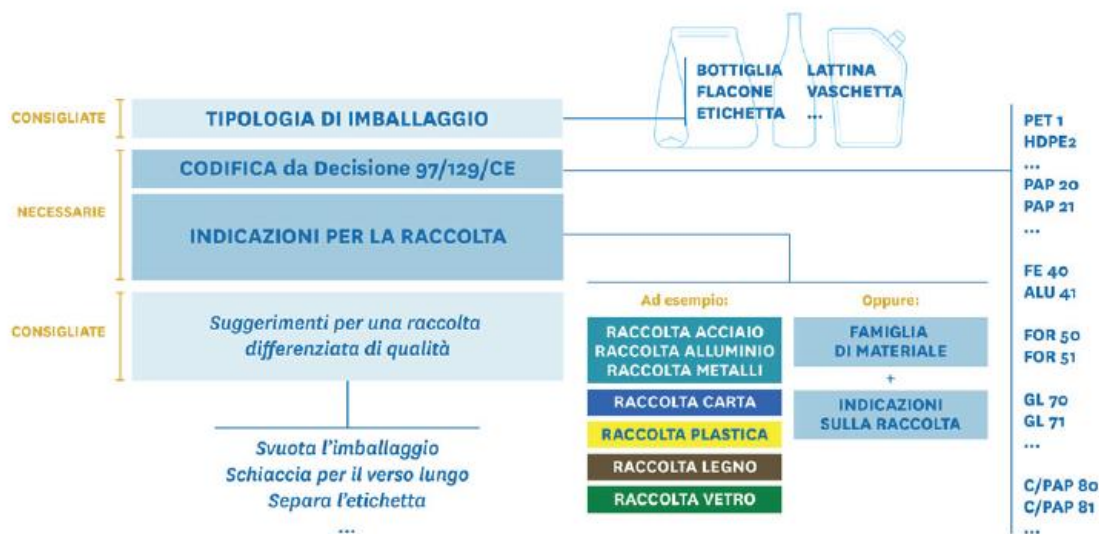 BOTTIGLIA LATTINA
FLACONE VASCHETTA
ETICHETTA ...
CONSIGLIATE
TIPOLOGIA DI IMBALLAGGIO
NECESSARIE
CODIFICA da Decisione 97/129/CE
INDICAZIONI PER LA RACCOLTA
CONSIGLIATE
Suggerimenti per una raccolta
differenziata di qualità
Svuota l'imballaggio
Schiaccia per il verso lungo
Separa l'etichetta
...
Ad esempio:
RACCOLTA ACCIAIO
RACCOLTA ALLUMINIO
RACCOLTA METALLI
RACCOLTA CARTA
RACCOLTA PLASTICA
RACCOLTA LEGNO
RACCOLTA VETRO
Oppure:
FAMIGLIA
DI MATERIALE
+
INDICAZIONI
SULLA RACCOLTA
PET 1
HDPE2
...
PAP 20
PAP 21
...
FE 40
ALU 41
FOR 50
FOR 51
GL 70
GL 71
...
C/PAP 80
C/PAP 81
...